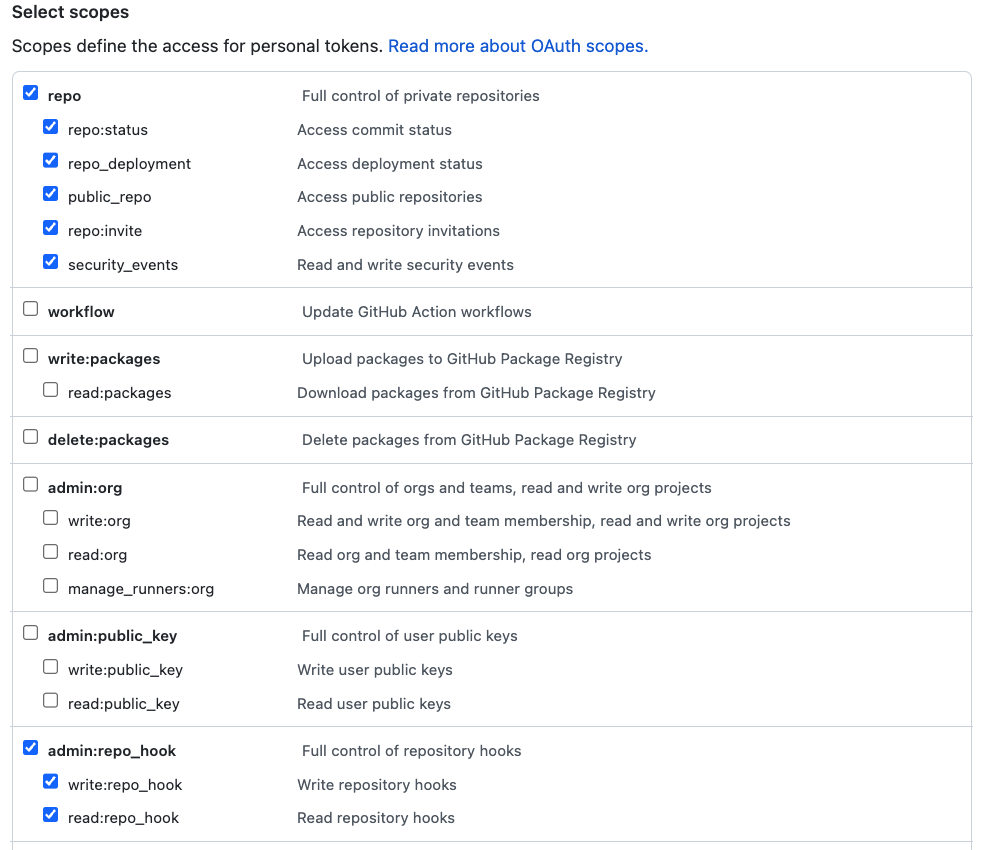 Select scopes
Scopes define the access for personal tokens. Read more about OAuth scopes.
repo Full control of private repositories
repo:status Access commit status
repo_deployment Access deployment status
public_repo Access public repositories
repo:invite Access repository invitations
security_events Read and write security events
workflow Update GitHub Action workflows
write:packages Upload packages to GitHub Package Registry
read:packages Download packages from GitHub Package Registry
delete:packages Delete packages from GitHub Package Registry
admin:org Full control of orgs and teams, read and write org projects
write:org Read and write org and team membership, read and write org projects
read:org Read org and team membership, read org projects
manage_runners:org Manage org runners and runner groups
admin:public_key Full control of user public keys
write:public_key Write user public keys
read:public_key Read user public keys
admin:repo_hook Full control of repository hooks
write:repo_hook Write repository hooks
read:repo_hook Read repository hooks